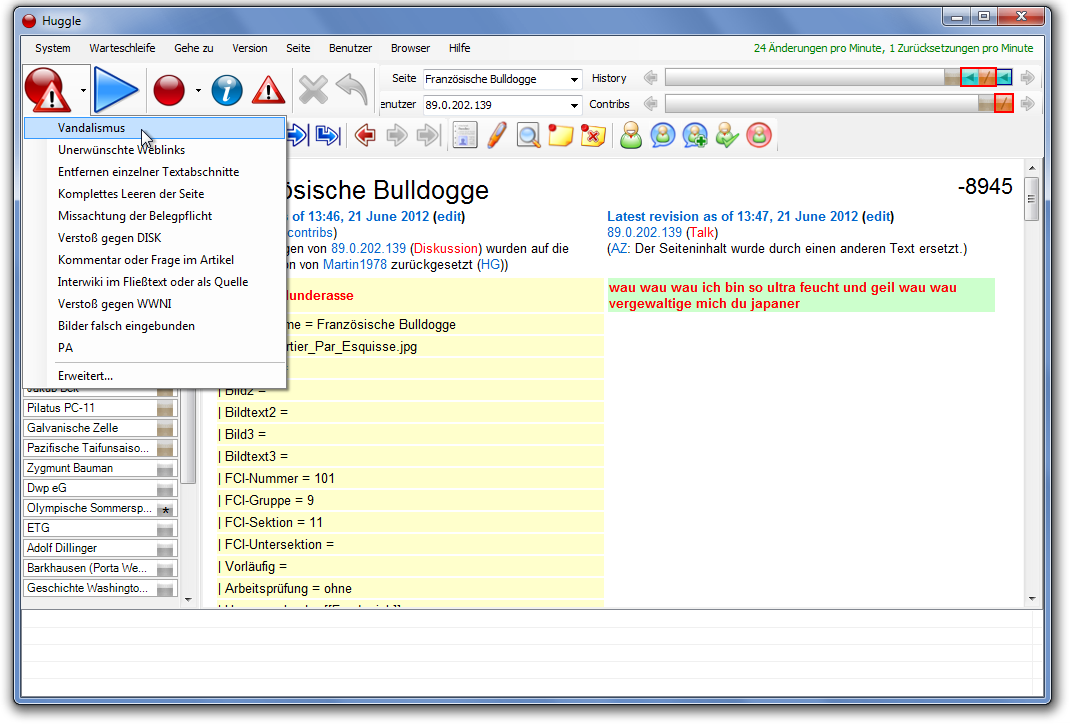 Huggle
System Warteschleife Gehe zu Version Seite Benutzer Browser Hilfe
24 Änderungen pro Minute, 1 Zurücksetzungen pro Minute
Seite Französische Bulldogge History
enutzer 89.0.202.139 Contribs
Vandalismus
Unerwünschte Weblinks
Entfernen einzelner Textabschnitte
Komplettes Leeren der Seite
Missachtung der Belegpflicht
Verstoß gegen DISK
Kommentar oder Frage im Artikel
Interwiki im Fließtext oder als Quelle
Verstoß gegen WWNI
Bilder falsch eingebunden
PA
Erweitert...
Pilatus PC-11
Galvanische Zelle
Pazifische Taifunsaiso...
Zygmunt Bauman
Dwp eG
Olympische Sommersp...
ETG
Adolf Dillinger
Barkhausen (Porta We...
Geschichte Washingto...
ösische Bulldogge
-8945
s of 13:46, 21 June 2012 (edit)
contribs)
gen von 89.0.202.139 (Diskussion) wurden auf die
on von Martin1978 zurückgesetzt (HG))
Latest revision as of 13:47, 21 June 2012 (edit)
89.0.202.139 (Talk)
(AZ: Der Seiteninhalt wurde durch einen anderen Text ersetzt.)
underasse
me = Französische Bulldogge
rtier_Par_Esquisse.jpg
| Bild2 =
| Bildtext2 =
| Bild3 =
| Bildtext3 =
| FCI-Nummer = 101
| FCI-Gruppe = 9
| FCI-Sektion = 11
| FCI-Untersektion =
| Vorläufig =
| Arbeitsprüfung = ohne
wau wau wau ich bin so ultra feucht und geil wau wau
vergewaltige mich du japaner